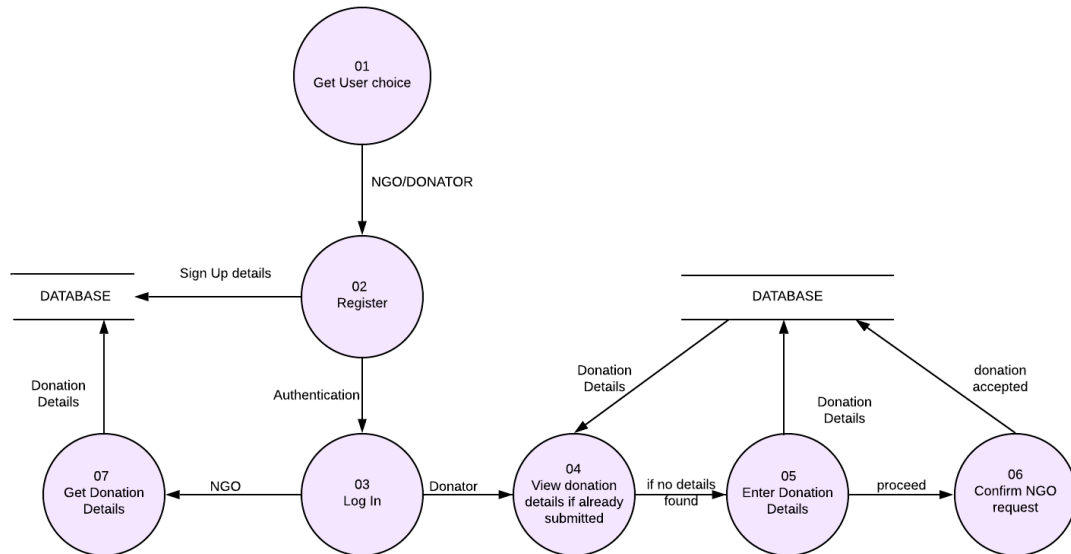 01
Get User choice
NGO/DONATOR
Sign Up details
DATABASE
02
Register
DATABASE
Donation
Details
Authentication
Donation
Details
Donation
Details
donation
accepted
07
Get Donation
Details
NGO
03
Log In
Donator
04
View donation
details if already
submitted
if no details
found
05
Enter Donation
Details
proceed
06
Confirm NGO
request